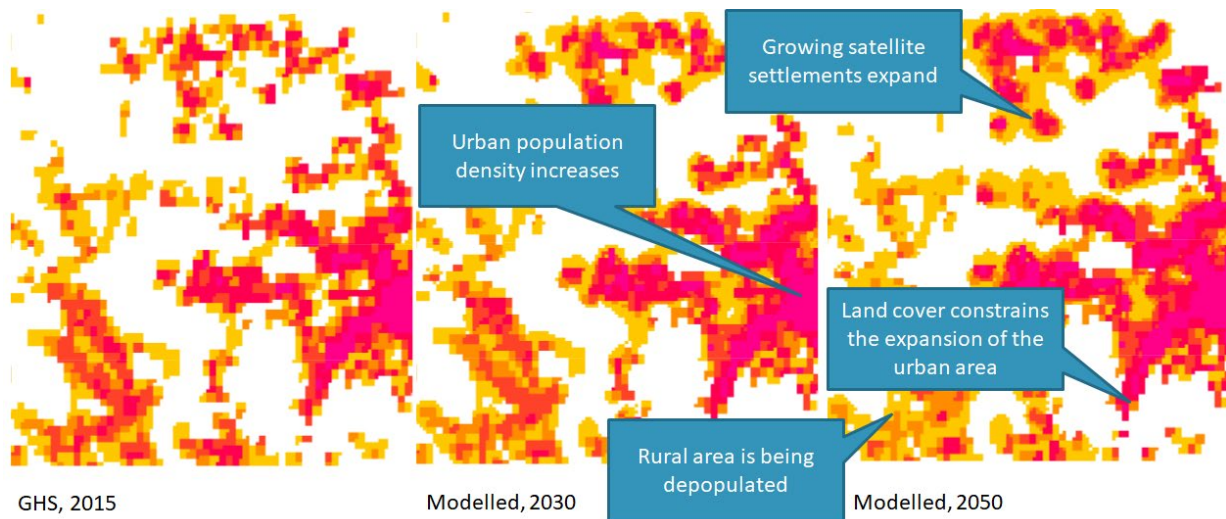 Growing satellite
settlements expand
Urban population
density increases
Land cover constrains
the expansion of the
urban area
Rural area is being
depopulated
GHS, 2015
Modelled, 2030
Modelled, 2050